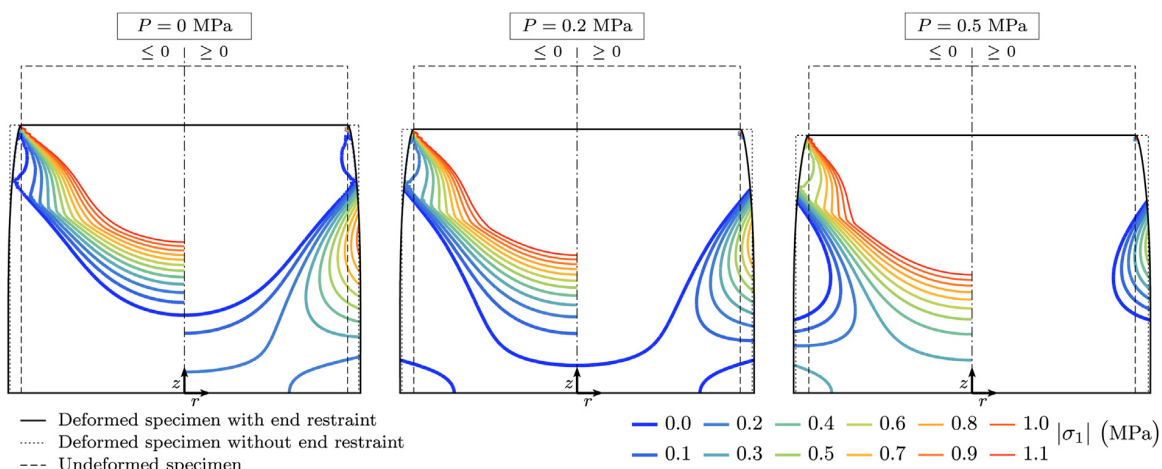 P = 0 MPa
≤ 0 ≥ 0
P = 0.2 MPa
≤ 0 ≥ 0
P = 0.5 MPa
≤ 0 ≥ 0
z
r
z
r
z
r
Deformed specimen with end restraint
Deformed specimen without end restraint
Undeformed specimen
0.0 0.2 0.4 0.6 0.8 1.0
0.1 0.3 0.5 0.7 0.9 1.1
|σ₁| (MPa)